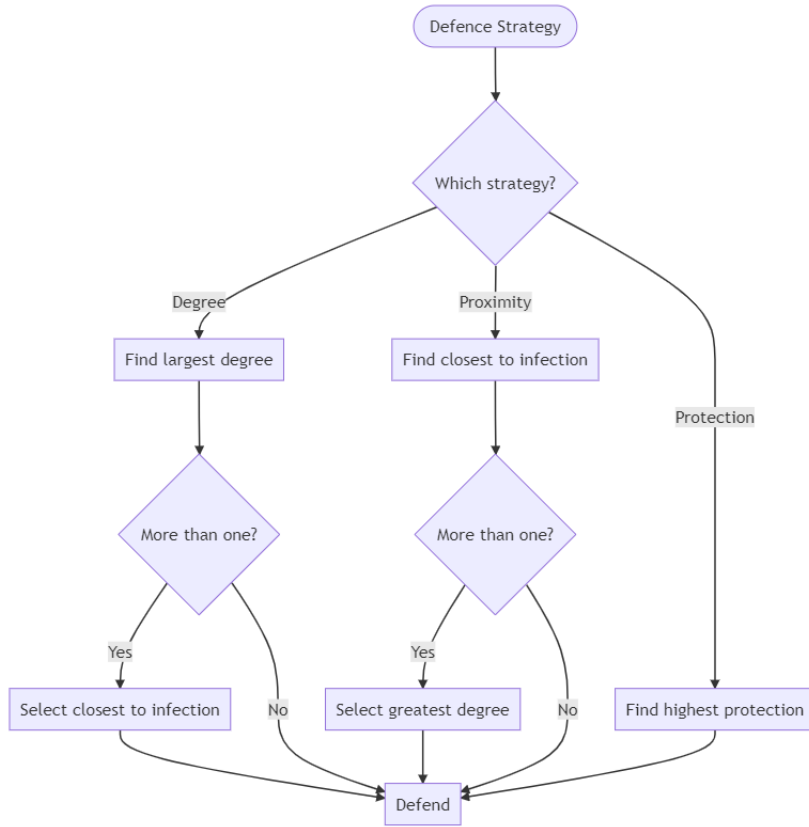 Defence Strategy
Which strategy?
Degree
Proximity
Find largest degree
Find closest to infection
Protection
More than one?
More than one?
Yes
Yes
Select closest to infection
No
Select greatest degree
No
Find highest protection
Defend